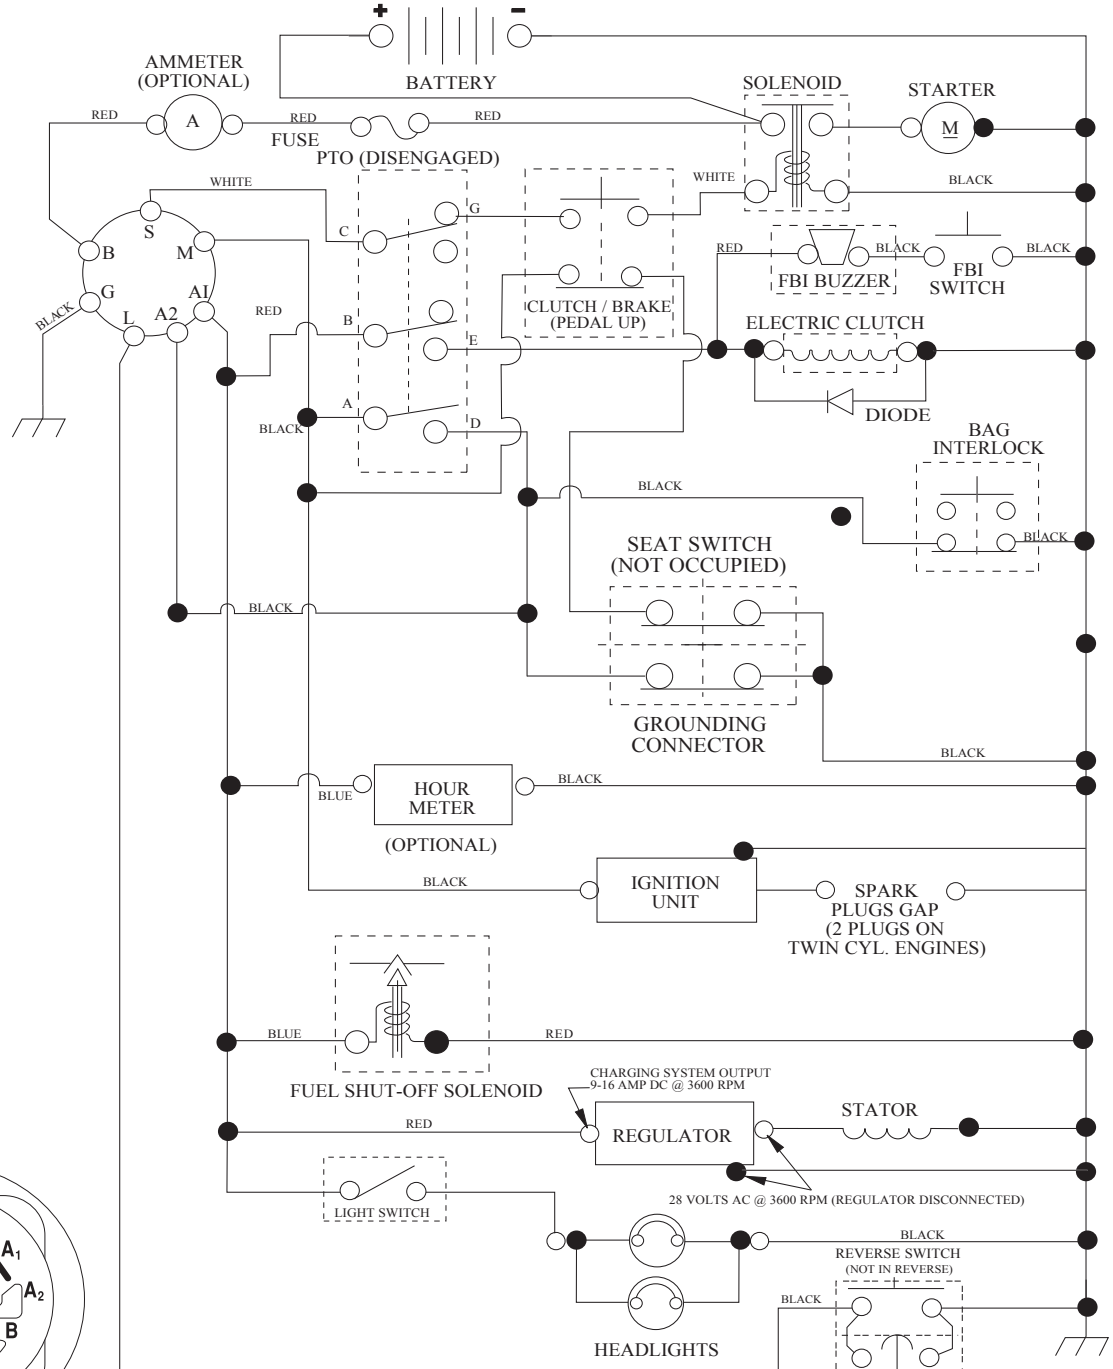 + -
BATTERY
AMMETER
(OPTIONAL)
RED
A
RED
FUSE
RED
PTO (DISENGAGED)
SOLENOID
STARTER
M
WHITE
WHITE
BLACK
S
B
M
G
L
A2
A1
BLACK
C
G
B
E
A
D
RED
BLACK
CLUTCH / BRAKE
(PEDAL UP)
RED
FBI BUZZER
BLACK
FBI
SWITCH
BLACK
ELECTRIC CLUTCH
DIODE
BAG
INTERLOCK
BLACK
BLACK
SEAT SWITCH
(NOT OCCUPIED)
BLACK
GROUNDING
CONNECTOR
BLACK
BLUE
HOUR
METER
BLACK
(OPTIONAL)
BLACK
IGNITION
UNIT
SPARK
PLUGS GAP
(2 PLUGS ON
TWIN CYL. ENGINES)
BLUE
RED
FUEL SHUT-OFF SOLENOID
CHARGING SYSTEM OUTPUT
9-16 AMP DC @ 3600 RPM
RED
REGULATOR
STATOR
28 VOLTS AC @ 3600 RPM (REGULATOR DISCONNECTED)
LIGHT SWITCH
BLACK
REVERSE SWITCH
(NOT IN REVERSE)
BLACK
HEADLIGHTS
A1
A2
B